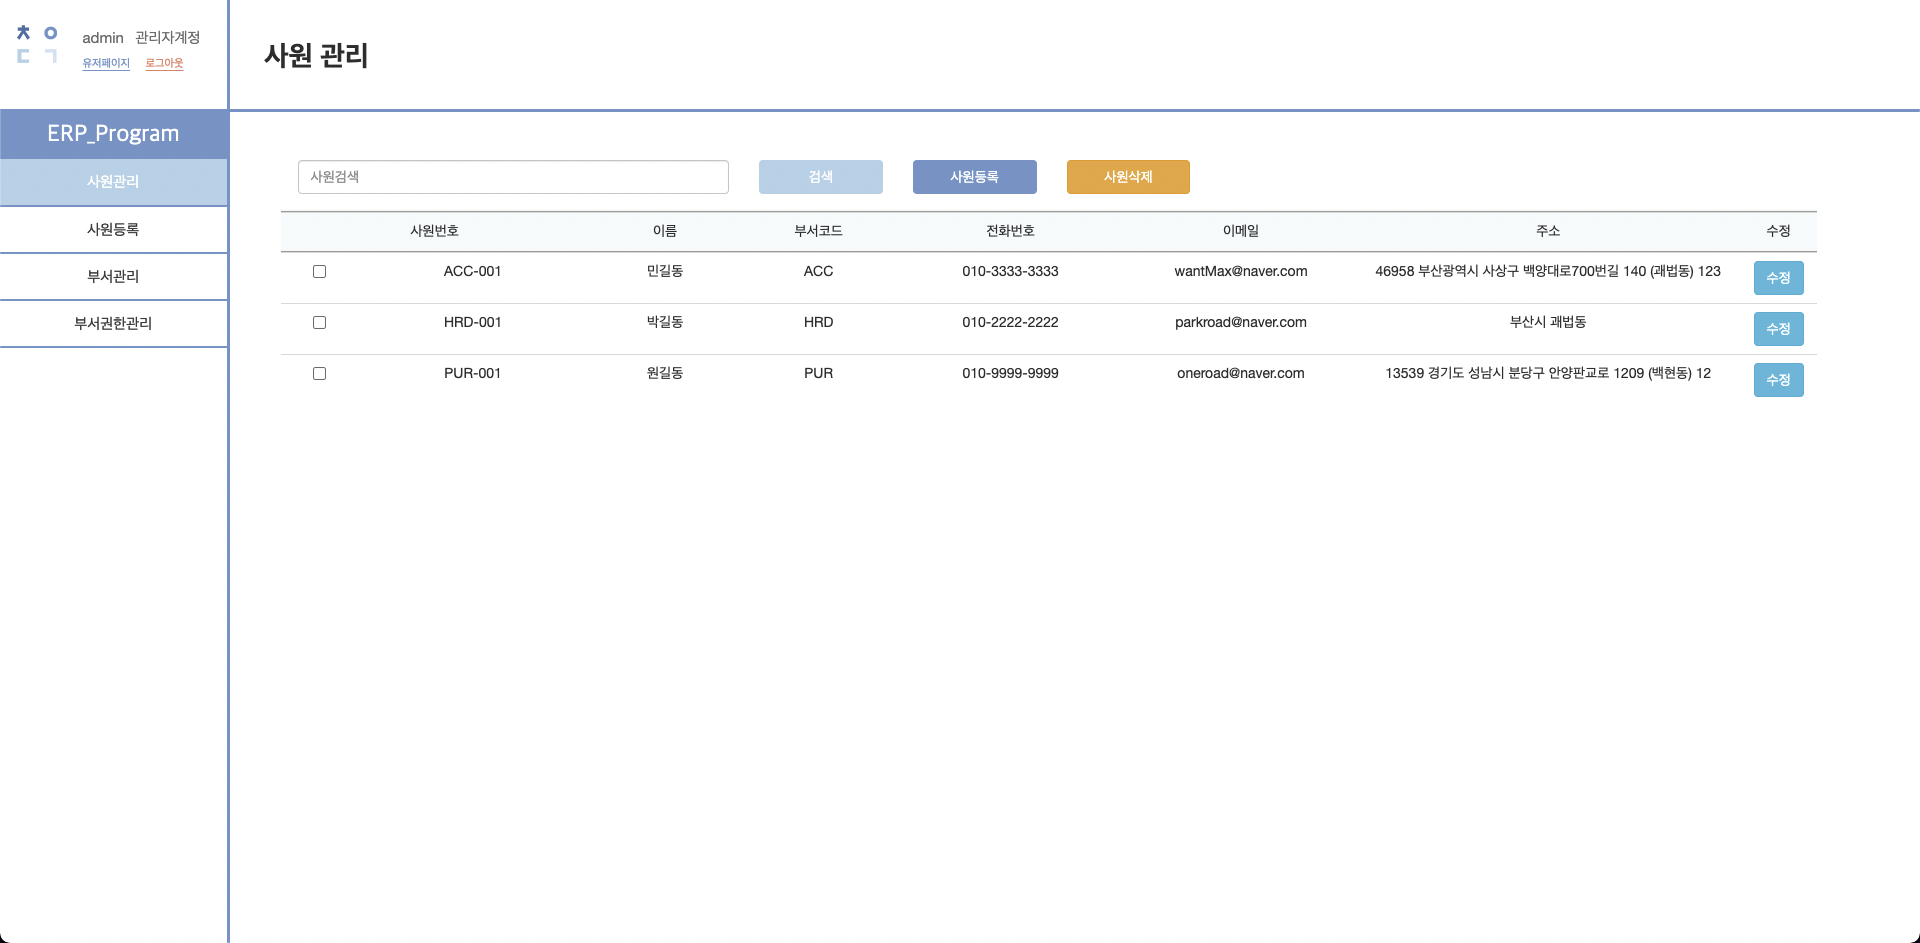 ㅊ ㅇ
ㄷ ㄱ
admin 관리자계정
유저페이지 로그아웃
사원 관리
ERP_Program
사원관리
사원등록
부서관리
부서권한관리
사원검색 검색 사원등록 사원삭제
사원번호 이름 부서코드 전화번호 이메일 주소 수정
ACC-001 민길동 ACC 010-3333-3333 wantMax@naver.com 46958 부산광역시 사상구 백양대로700번길 140 (괘법동) 123 수정
HRD-001 박길동 HRD 010-2222-2222 parkroad@naver.com 부산시 괘법동 수정
PUR-001 원길동 PUR 010-9999-9999 oneroad@naver.com 13539 경기도 성남시 분당구 안양판교로 1209 (백현동) 12 수정